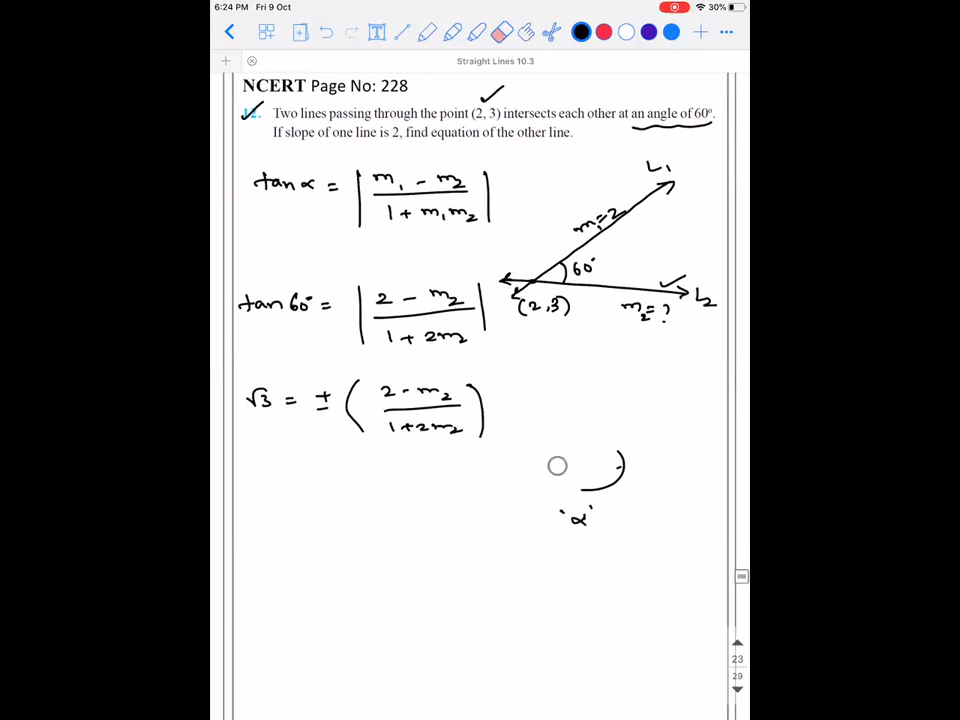 6:24 PM Fri 9 Oct 30%
Straight Lines 10.3
NCERT Page No: 228
12. Two lines passing through the point (2, 3) intersects each other at an angle of 60°.
If slope of one line is 2, find equation of the other line.
tan α = | m₁ - m₂ / 1 + m₁m₂ |
L₁
m₁=2
60°
(2,3)
m₂ = ?
L₂
tan 60° = | 2 - m₂ / 1 + 2m₂ |
√3 = ± ( 2 - m₂ / 1+2m₂ )
'α'
23
29